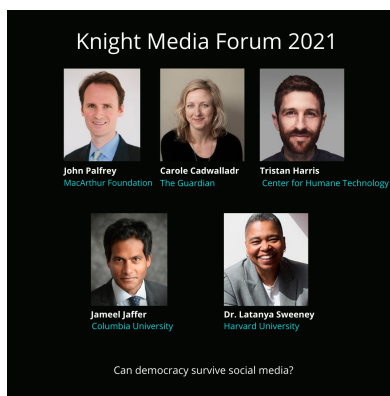 Knight Media Forum 2021
John Palfrey
MacArthur Foundation
Carole Cadwalladr
The Guardian
Tristan Harris
Center for Humane Technology
Jameel Jaffer
Columbia University
Dr. Latanya Sweeney
Harvard University
Can democracy survive social media?